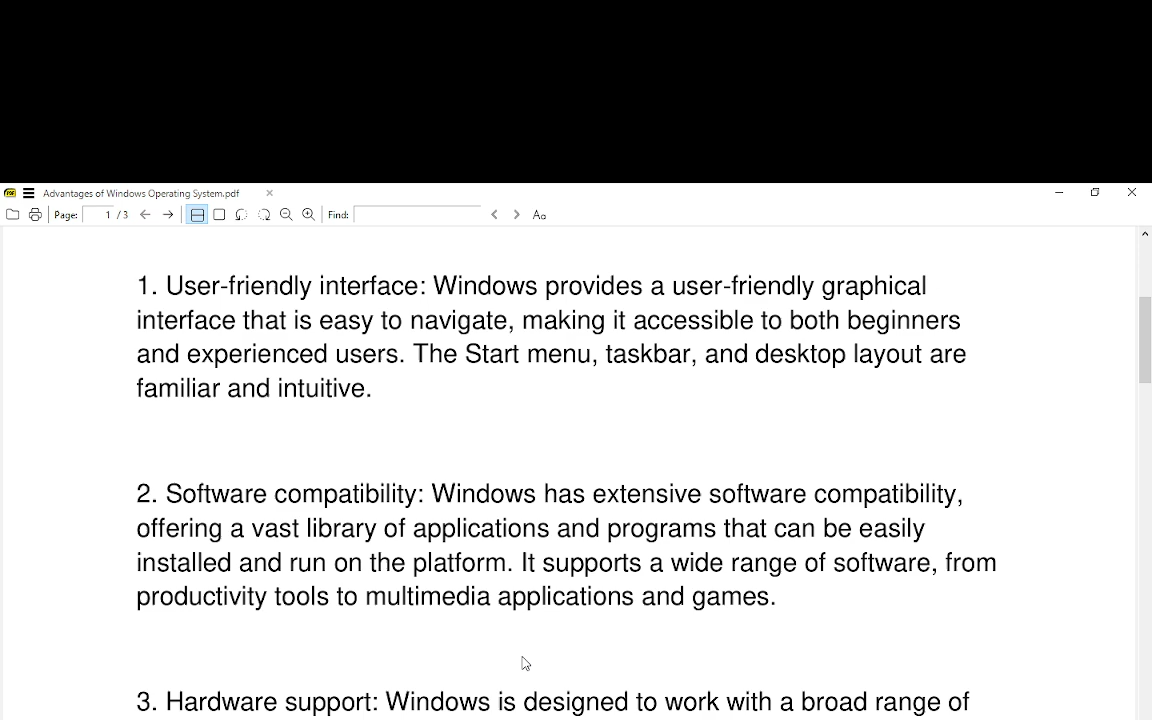 Advantages of Windows Operating System.pdf
Page: 1 / 3 Find: Aa
1. User-friendly interface: Windows provides a user-friendly graphical
interface that is easy to navigate, making it accessible to both beginners
and experienced users. The Start menu, taskbar, and desktop layout are
familiar and intuitive.
2. Software compatibility: Windows has extensive software compatibility,
offering a vast library of applications and programs that can be easily
installed and run on the platform. It supports a wide range of software, from
productivity tools to multimedia applications and games.
3. Hardware support: Windows is designed to work with a broad range of